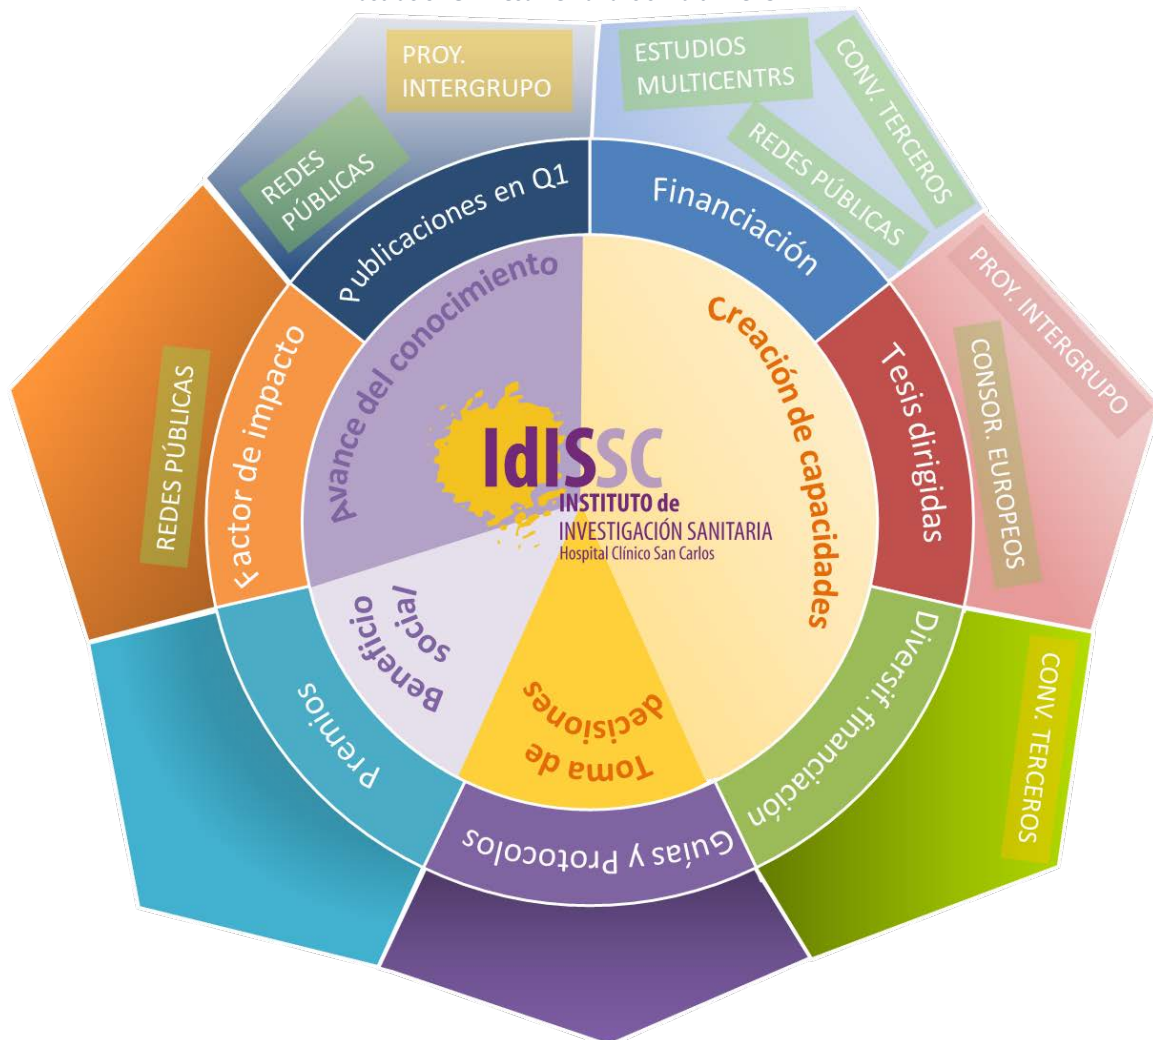 PROY.
INTERGRUPO
REDES
PÚBLICAS
ESTUDIOS
MULTICENTRS
CONV. TERCEROS
REDES PÚBLICAS
PROY. INTERGRUPO
CONSOR. EUROPEOS
CONV. TERCEROS
REDES PÚBLICAS
Publicaciones en Q1
Financiación
Tesis dirigidas
Diversif. financiación
Guías y Protocolos
Premios
Factor de impacto
Avance del conocimiento
Creación de capacidades
Toma de
decisiones
Beneficio
social
IdISSC
INSTITUTO de
INVESTIGACIÓN SANITARIA
Hospital Clínico San Carlos